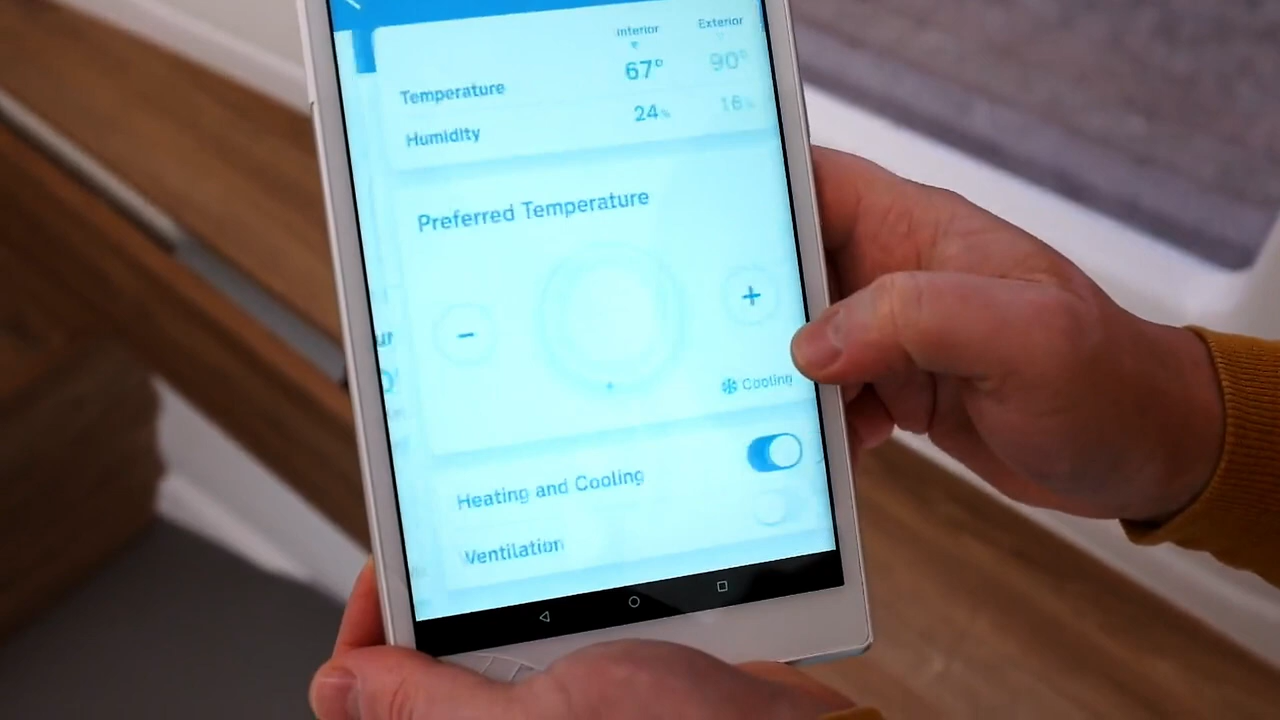 Interior Exterior
Temperature 67° 90°
Humidity 24% 16%
Preferred Temperature
- +
Cooling
Heating and Cooling
Ventilation